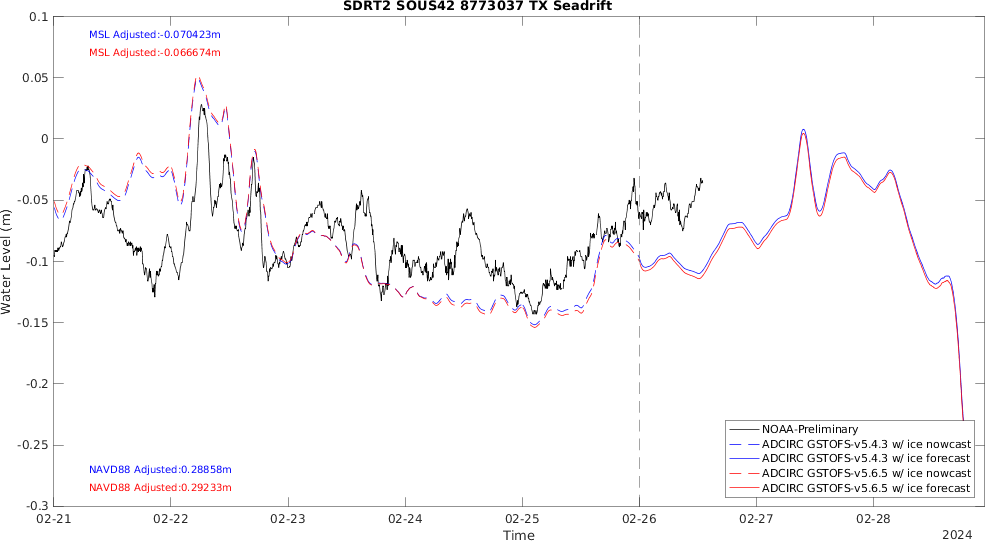 SDRT2 SOUS42 8773037 TX Seadrift
MSL Adjusted:-0.070423m
MSL Adjusted:-0.066674m
0.1
0.05
0
-0.05
-0.1
-0.15
-0.2
-0.25
-0.3
Water Level (m)
NAVD88 Adjusted:0.28858m
NAVD88 Adjusted:0.29233m
NOAA-Preliminary
ADCIRC GSTOFS-v5.4.3 w/ ice nowcast
ADCIRC GSTOFS-v5.4.3 w/ ice forecast
ADCIRC GSTOFS-v5.6.5 w/ ice nowcast
ADCIRC GSTOFS-v5.6.5 w/ ice forecast
02-21 02-22 02-23 02-24 02-25 02-26 02-27 02-28
Time
2024